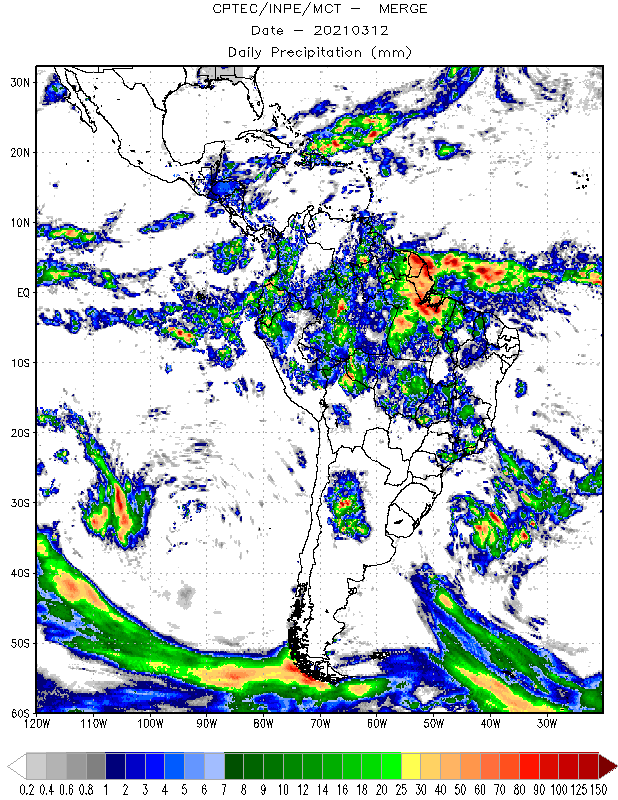 CPTEC/INPE/MCT - MERGE
Date - 20210312
Daily Precipitation (mm)
30N
20N
10N
EQ
10S
20S
30S
40S
50S
60S
120W 110W 100W 90W 80W 70W 60W 50W 40W 30W
0.2 0.4 0.6 0.8 1 2 3 4 5 6 7 8 9 10 12 14 16 18 20 25 30 40 50 60 70 80 90 100 125 150